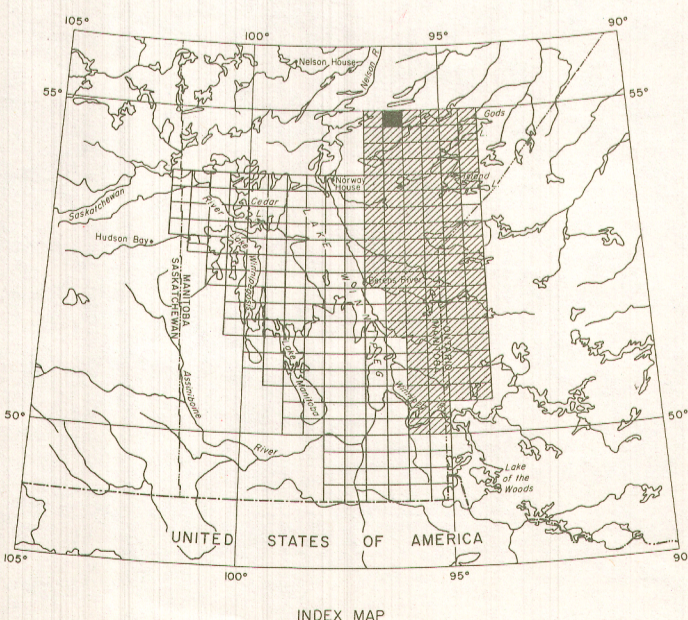 105°
100°
95°
90°
Nelson House
Nelson R
55°
55°
Gods
L.
Island
L.
Norway
House
Saskatchewan
River
Cedar
L.
Hudson Bay
Lake
Winnipegosis
LAKE
WINNIPEG
Berens River
MANITOBA
SASKATCHEWAN
MANITOBA
ONTARIO
Lake
Manitoba
Assiniboine
River
50°
50°
Lake
of the
Woods
UNITED STATES OF AMERICA
105°
100°
95°
90°
INDEX MAP